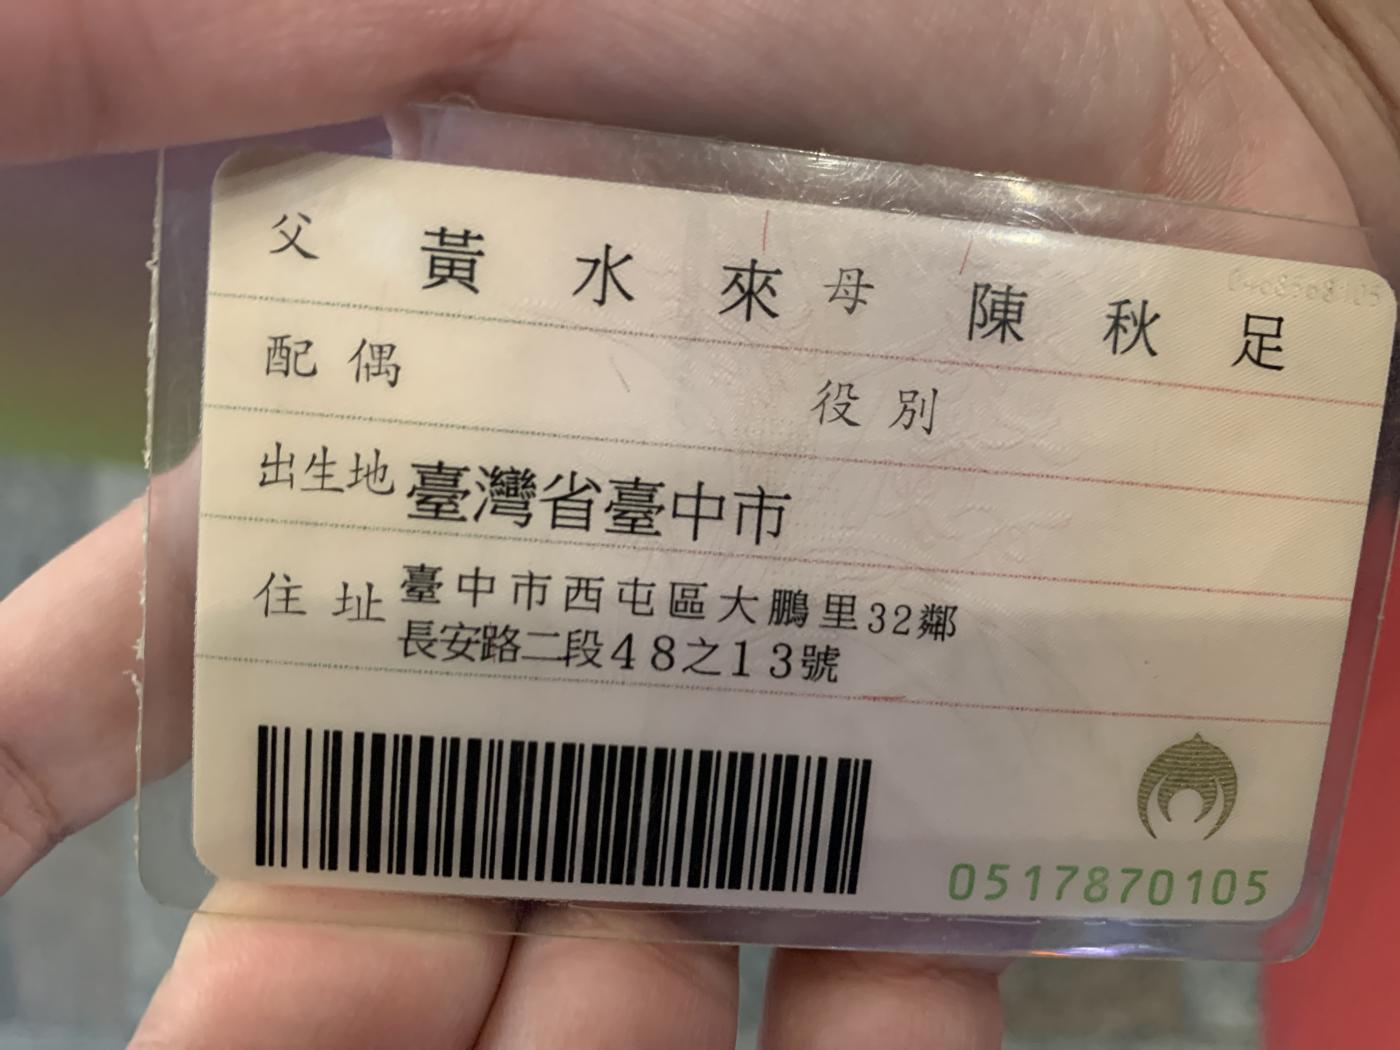 父 黃水來 母 陳秋足
配偶 役別
出生地 臺灣省臺中市
住址 臺中市西屯區大鵬里32鄰
長安路二段48之13號
0517870105